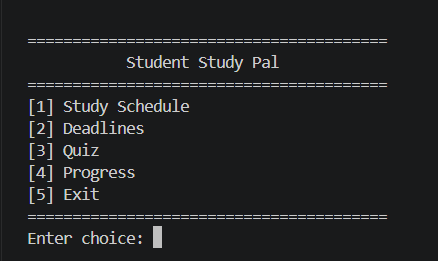 ========================================
Student Study Pal
========================================
[1] Study Schedule
[2] Deadlines
[3] Quiz
[4] Progress
[5] Exit
========================================
Enter choice: